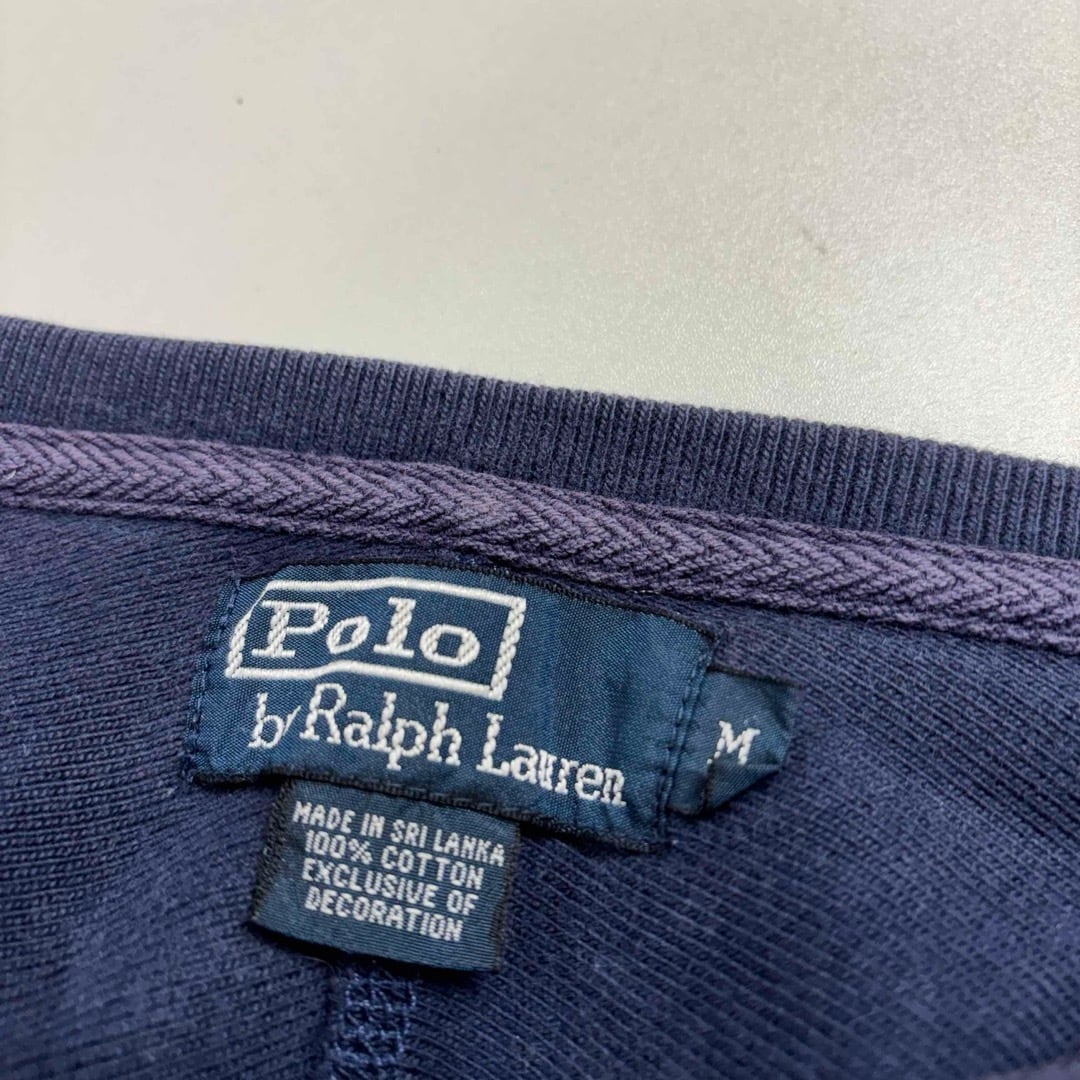 Polo
by Ralph Lauren
M
MADE IN SRI LANKA
100% COTTON
EXCLUSIVE OF
DECORATION